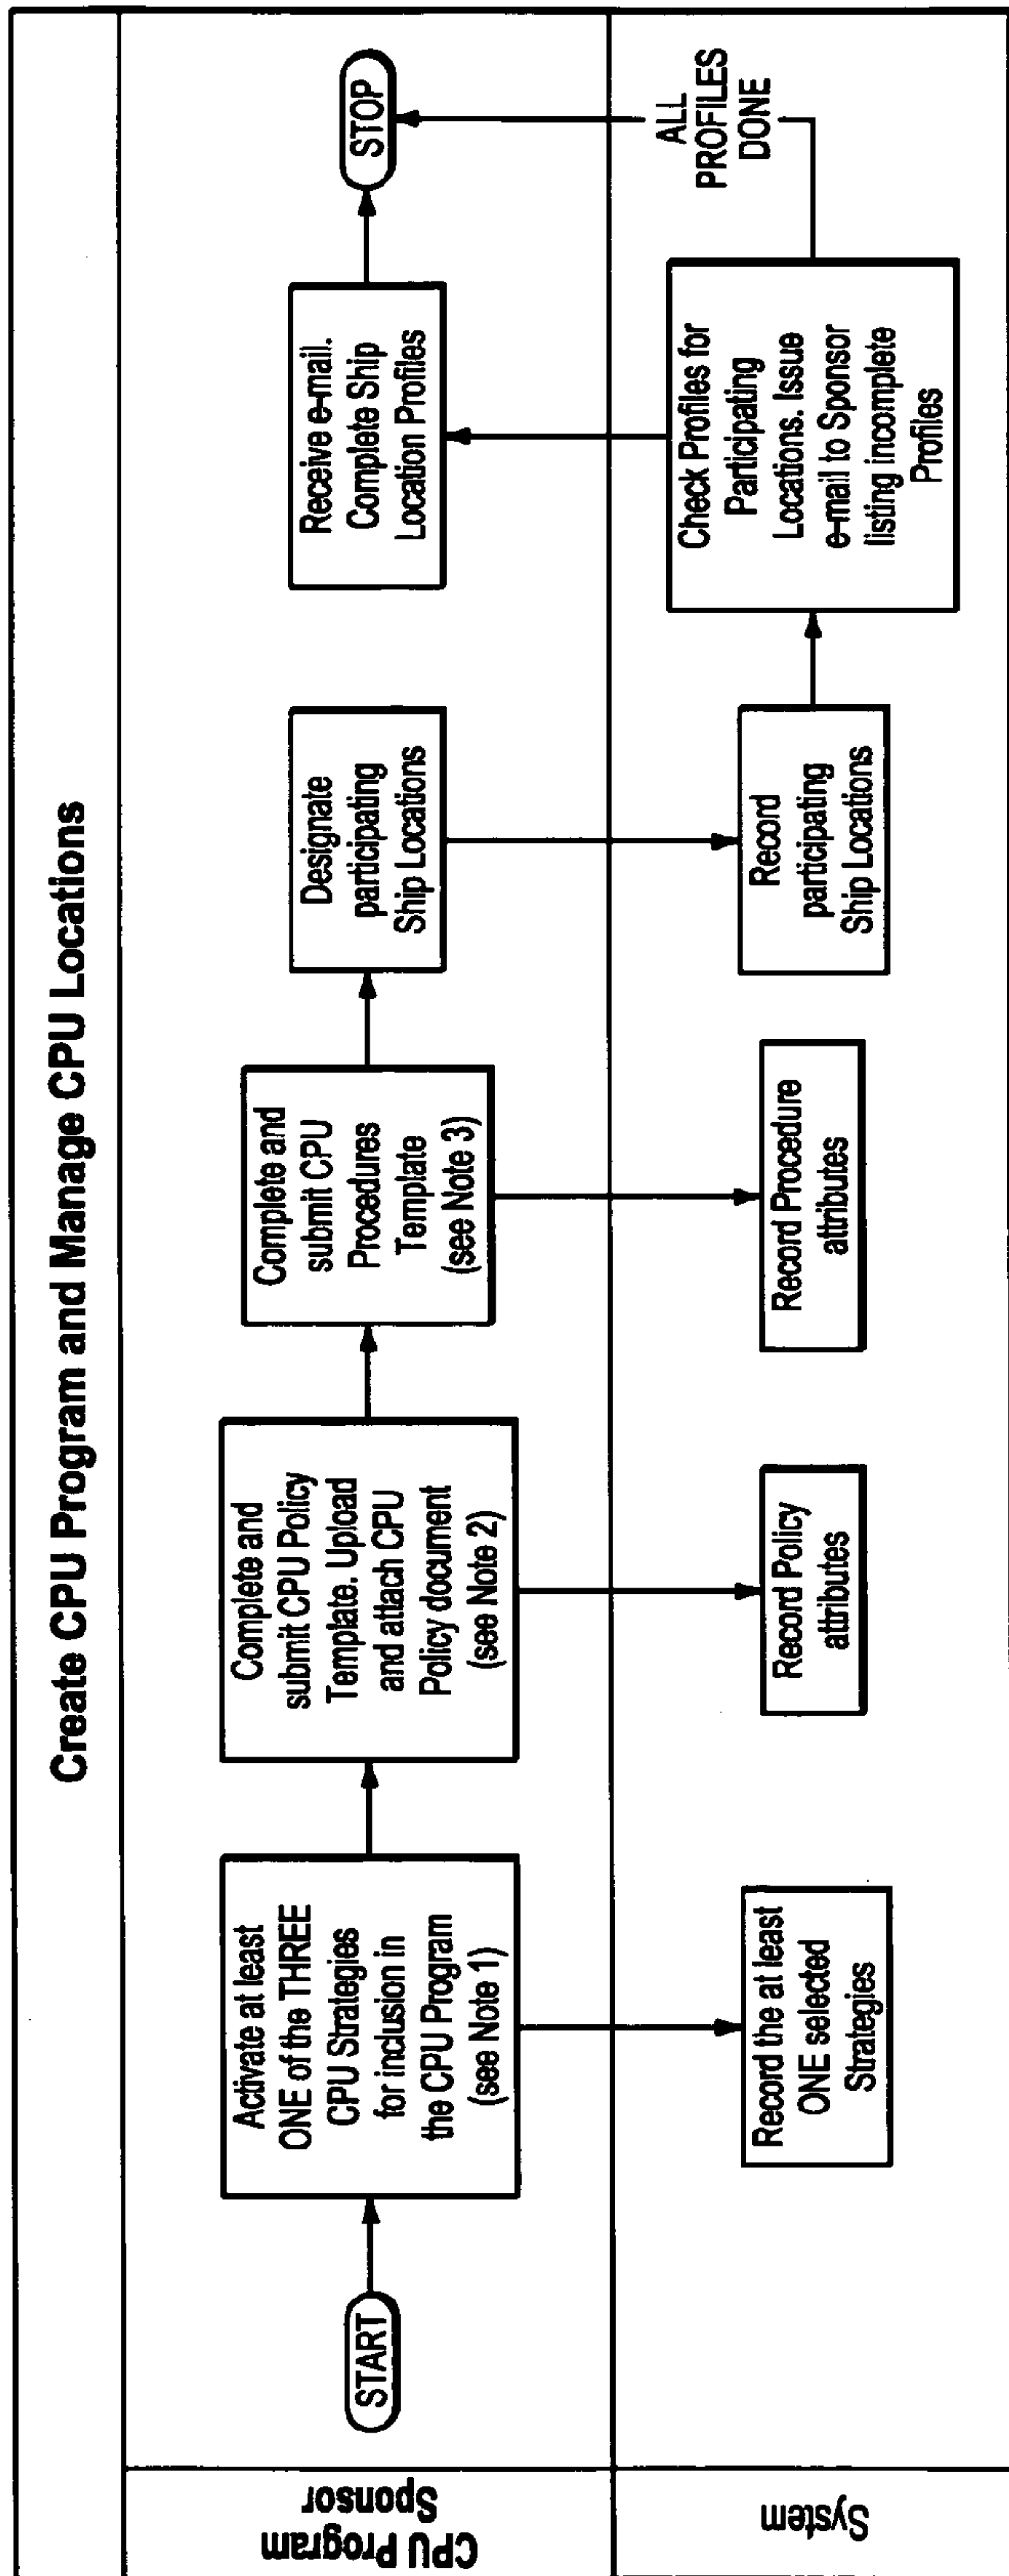 Create CPU Program and Manage CPU Locations
CPU Program
Sponsor
START
Activate at least
ONE of the THREE
CPU Strategies
for inclusion in
the CPU Program
(see Note 1)
Complete and
submit CPU Policy
Template. Upload
and attach CPU
Policy document
(see Note 2)
Complete and
submit CPU
Procedures
Template
(see Note 3)
Designate
participating
Ship Locations
Receive e-mail.
Complete Ship
Location Profiles
STOP
System
Record the at least
ONE selected
Strategies
Record Policy
attributes
Record Procedure
attributes
Record
participating
Ship Locations
Check Profiles for
Participating
Locations. Issue
e-mail to Sponsor
listing incomplete
Profiles
ALL
PROFILES
DONE